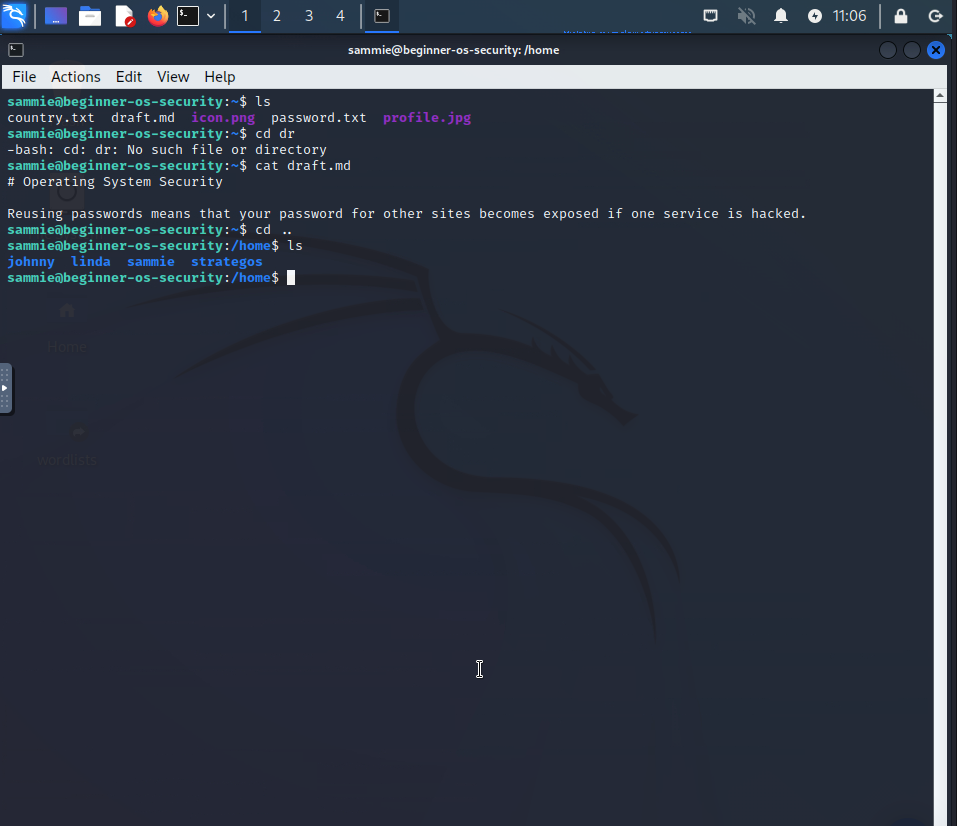 1 2 3 4 11:06
sammie@beginner-os-security: /home
File Actions Edit View Help
sammie@beginner-os-security:~$ ls
country.txt draft.md icon.png password.txt profile.jpg
sammie@beginner-os-security:~$ cd dr
-bash: cd: dr: No such file or directory
sammie@beginner-os-security:~$ cat draft.md
# Operating System Security
Reusing passwords means that your password for other sites becomes exposed if one service is hacked.
sammie@beginner-os-security:~$ cd ..
sammie@beginner-os-security:/home$ ls
johnny linda sammie strategos
sammie@beginner-os-security:/home$
Home
wordlists